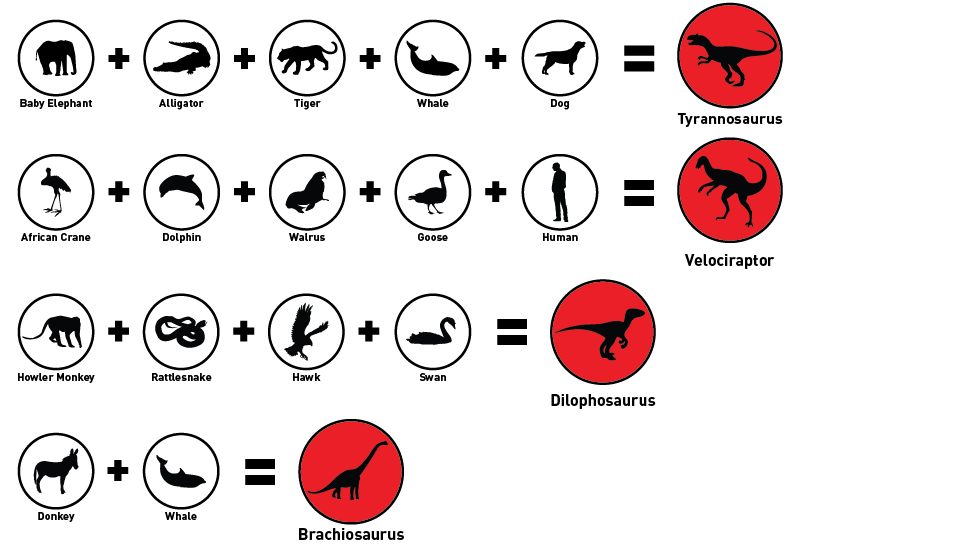 Baby Elephant + Alligator + Tiger + Whale + Dog = Tyrannosaurus
African Crane + Dolphin + Walrus + Goose + Human = Velociraptor
Howler Monkey + Rattlesnake + Hawk + Swan = Dilophosaurus
Donkey + Whale = Brachiosaurus